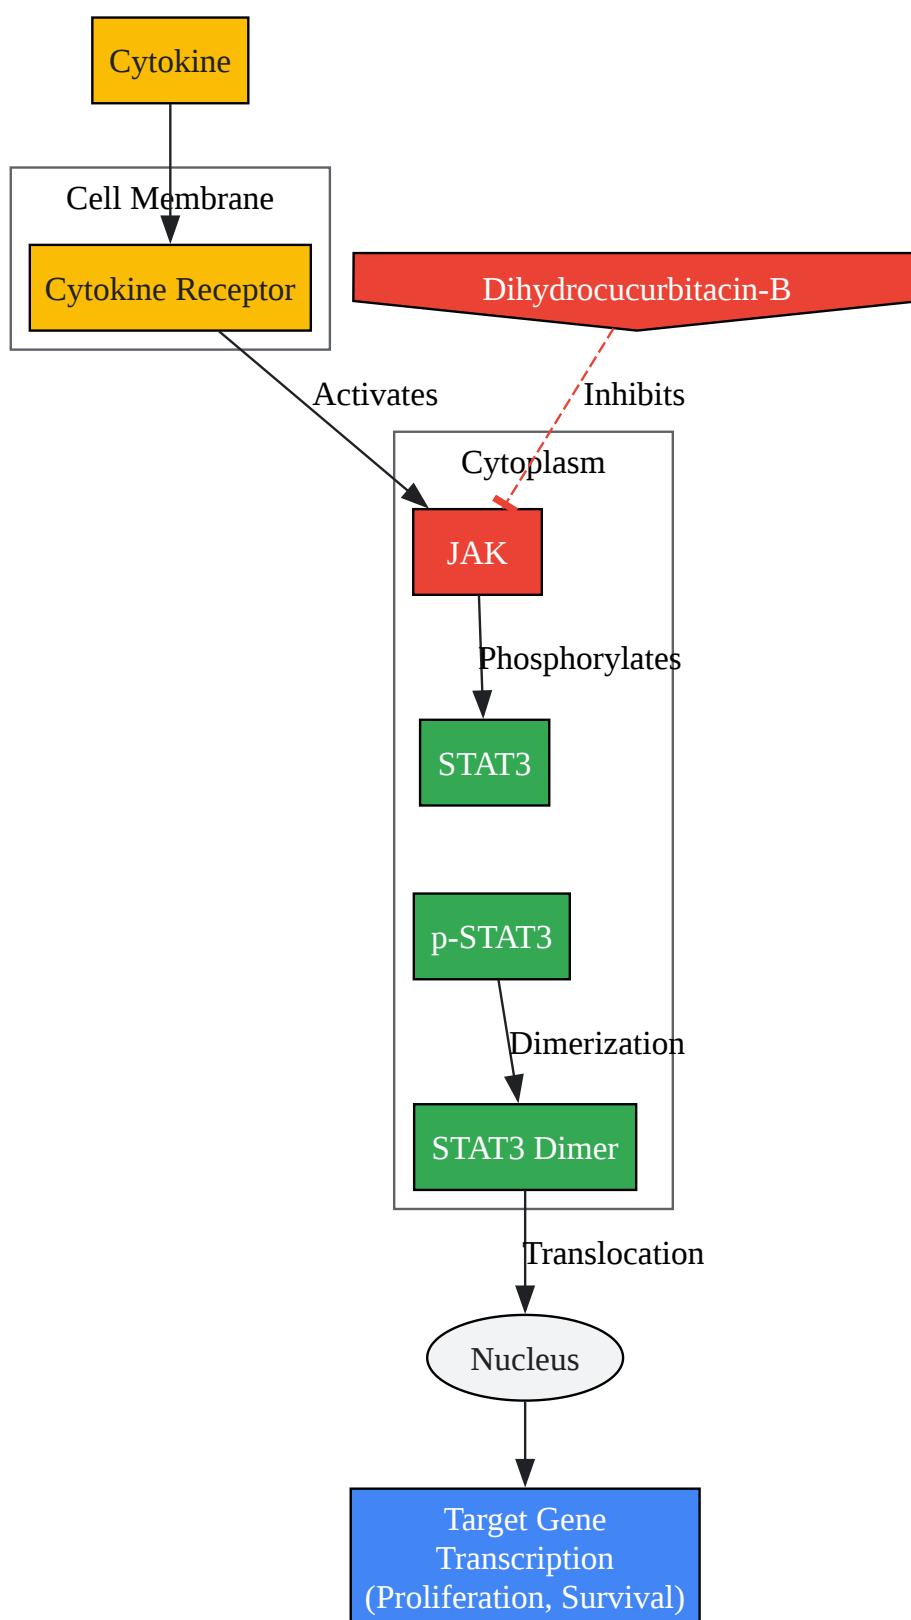 Cytokine
Cell Membrane
Cytokine Receptor
Dihydrocucurbitacin-B
Activates
Inhibits
Cytoplasm
JAK
Phosphorylates
STAT3
p-STAT3
Dimerization
STAT3 Dimer
Translocation
Nucleus
Target Gene
Transcription
(Proliferation, Survival)